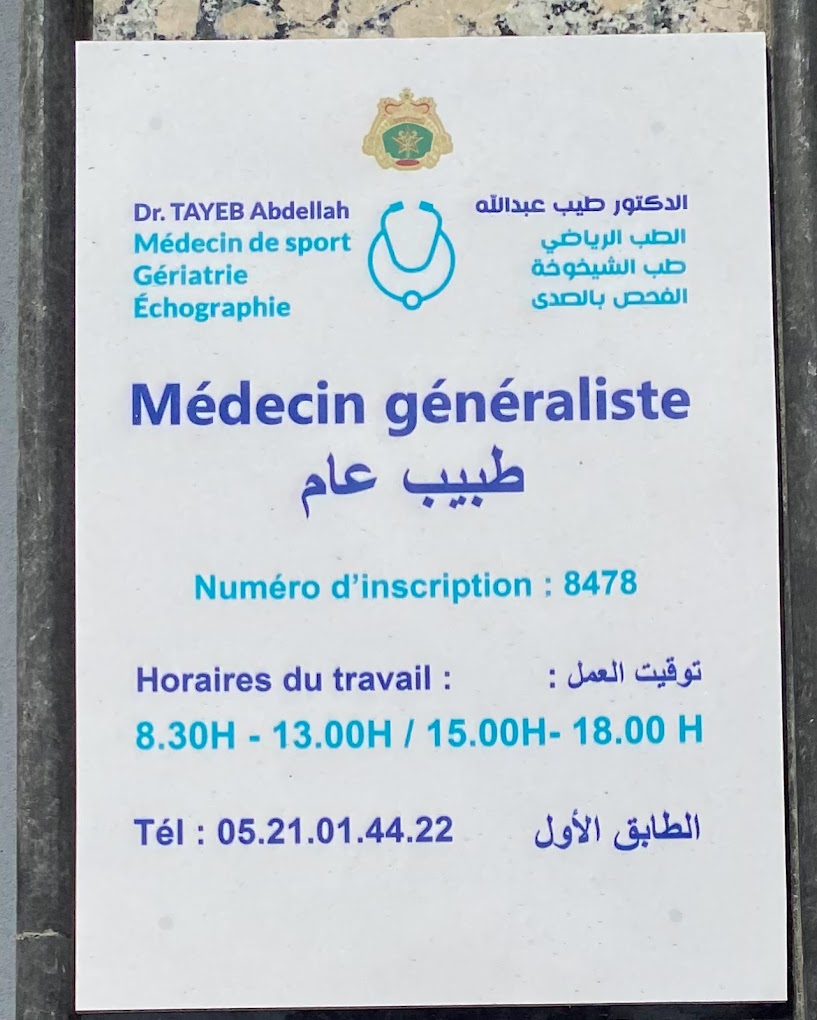 Dr. TAYEB Abdellah
Médecin de sport
Gériatrie
Échographie
الدكتور طيب عبدالله
الطب الرياضي
طب الشيخوخة
الفحص بالصدى
Médecin généraliste
طبيب عام
Numéro d’inscription : 8478
Horaires du travail :
توقيت العمل :
8.30H - 13.00H / 15.00H- 18.00 H
Tél : 05.21.01.44.22
الطابق الأول